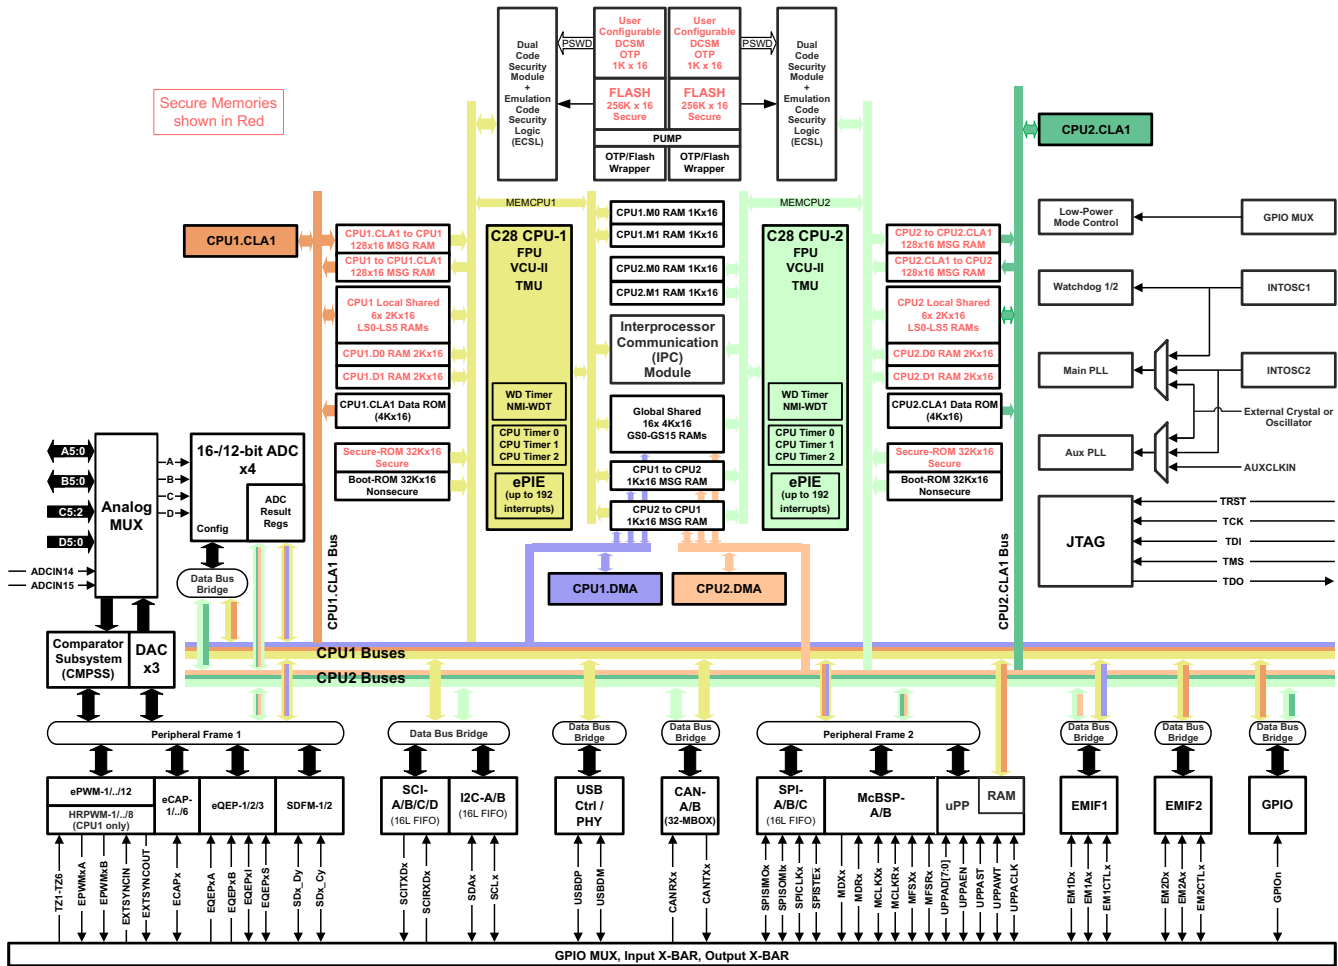 Secure Memories
shown in Red
Dual
Code
Security
Module
+
Emulation
Code
Security
Logic
(ECSL)
PSWD
User
Configurable
DCSM
OTP
1K x 16
User
Configurable
DCSM
OTP
1K x 16
PSWD
Dual
Code
Security
Module
+
Emulation
Code
Security
Logic
(ECSL)
FLASH
256K x 16
Secure
FLASH
256K x 16
Secure
PUMP
OTP/Flash
Wrapper
OTP/Flash
Wrapper
CPU2.CLA1
MEMCPU1
MEMCPU2
CPU1.CLA1
CPU1.CLA1 to CPU1
128x16 MSG RAM
CPU1 to CPU1.CLA1
128x16 MSG RAM
CPU1 Local Shared
6x 2Kx16
LS0-LS5 RAMs
CPU1.D0 RAM 2Kx16
CPU1.D1 RAM 2Kx16
CPU1.CLA1 Data ROM
(4Kx16)
Secure-ROM 32Kx16
Secure
Boot-ROM 32Kx16
Nonsecure
C28 CPU-1
FPU
VCU-II
TMU
WD Timer
NMI-WDT
CPU Timer 0
CPU Timer 1
CPU Timer 2
ePIE
(up to 192
interrupts)
CPU1.M0 RAM 1Kx16
CPU1.M1 RAM 1Kx16
CPU2.M0 RAM 1Kx16
CPU2.M1 RAM 1Kx16
Interprocessor
Communication
(IPC)
Module
Global Shared
16x 4Kx16
GS0-GS15 RAMs
CPU1 to CPU2
1Kx16 MSG RAM
CPU2 to CPU1
1Kx16 MSG RAM
C28 CPU-2
FPU
VCU-II
TMU
WD Timer
NMI-WDT
CPU Timer 0
CPU Timer 1
CPU Timer 2
ePIE
(up to 192
interrupts)
CPU2 to CPU2.CLA1
128x16 MSG RAM
CPU2.CLA1 to CPU2
128x16 MSG RAM
CPU2 Local Shared
6x 2Kx16
LS0-LS5 RAMs
CPU2.D0 RAM 2Kx16
CPU2.D1 RAM 2Kx16
CPU2.CLA1 Data ROM
(4Kx16)
Secure-ROM 32Kx16
Secure
Boot-ROM 32Kx16
Nonsecure
Low-Power
Mode Control
GPIO MUX
Watchdog 1/2
INTOSC1
Main PLL
INTOSC2
External Crystal or
Oscillator
Aux PLL
AUXCLKIN
JTAG
TRST
TCK
TDI
TMS
TDO
A5:0
B5:0
C5:2
D5:0
ADCIN14
ADCIN15
Analog
MUX
A
B
C
D
16-/12-bit ADC
x4
ADC
Result
Regs
Config
Data Bus
Bridge
CPU1.CLA1 Bus
CPU2.CLA1 Bus
CPU1.DMA
CPU2.DMA
Comparator
Subsystem
(CMPSS)
DAC
x3
CPU1 Buses
CPU2 Buses
Peripheral Frame 1
Data Bus Bridge
Data Bus
Bridge
Data Bus
Bridge
Peripheral Frame 2
Data Bus
Bridge
Data Bus
Bridge
Data Bus
Bridge
ePWM-1/../12
HRPWM-1/../8
(CPU1 only)
eCAP-
1/../6
eQEP-1/2/3
SDFM-1/2
SCI-
A/B/C/D
(16L FIFO)
I2C-A/B
(16L FIFO)
USB
Ctrl /
PHY
CAN-
A/B
(32-MBOX)
SPI-
A/B/C
(16L FIFO)
McBSP-
A/B
uPP
RAM
EMIF1
EMIF2
GPIO
TZ1-TZ6
EPWMxA
EPWMxB
EXTSYNCIN
EXTSYNCOUT
ECAPx
EQEPxA
EQEPxB
EQEPxI
EQEPxS
SDx_Dy
SDx_Cy
SCITXDx
SCIRXDx
SDAx
SCLx
USBDP
USBDM
CANRXx
CANTXx
SPISIMOx
SPISOMIx
SPICLKx
SPISTEx
MDXx
MDRx
MCLKXx
MCLKRx
MFSXx
MFSRx
UPPAD[7:0]
UPPAEN
UPPAST
UPPAWT
UPPACLK
EM1Dx
EM1Ax
EM1CTLx
EM2Dx
EM2Ax
EM2CTLx
GPIOn
GPIO MUX, Input X-BAR, Output X-BAR